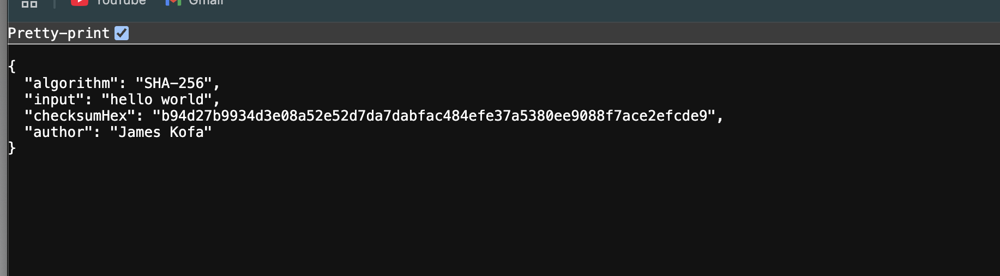 YouTube Gmail
Pretty-print
{
"algorithm": "SHA-256",
"input": "hello world",
"checksumHex": "b94d27b9934d3e08a52e52d7da7dabfac484efe37a5380ee9088f7ace2efcde9",
"author": "James Kofa"
}